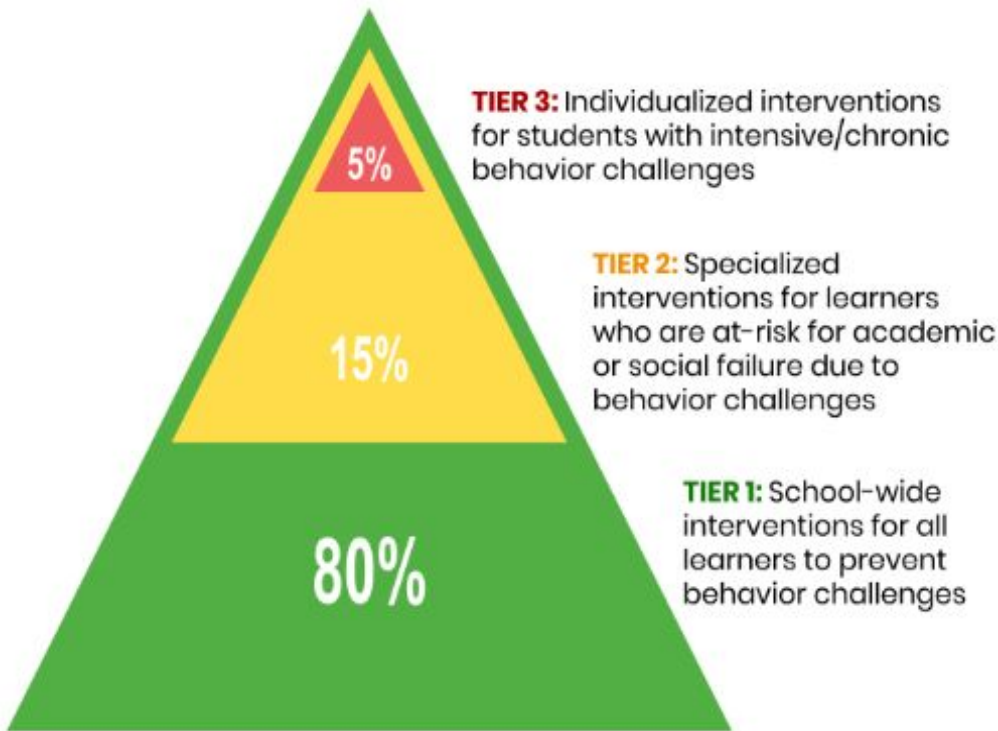 5%
TIER 3: Individualized interventions
for students with intensive/chronic
behavior challenges
15%
TIER 2: Specialized
interventions for learners
who are at-risk for academic
or social failure due to
behavior challenges
80%
TIER 1: School-wide
interventions for all
learners to prevent
behavior challenges